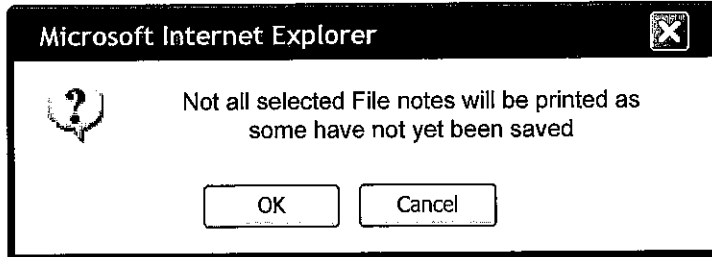 Microsoft Internet Explorer
Not all selected File notes will be printed as
some have not yet been saved
OK
Cancel